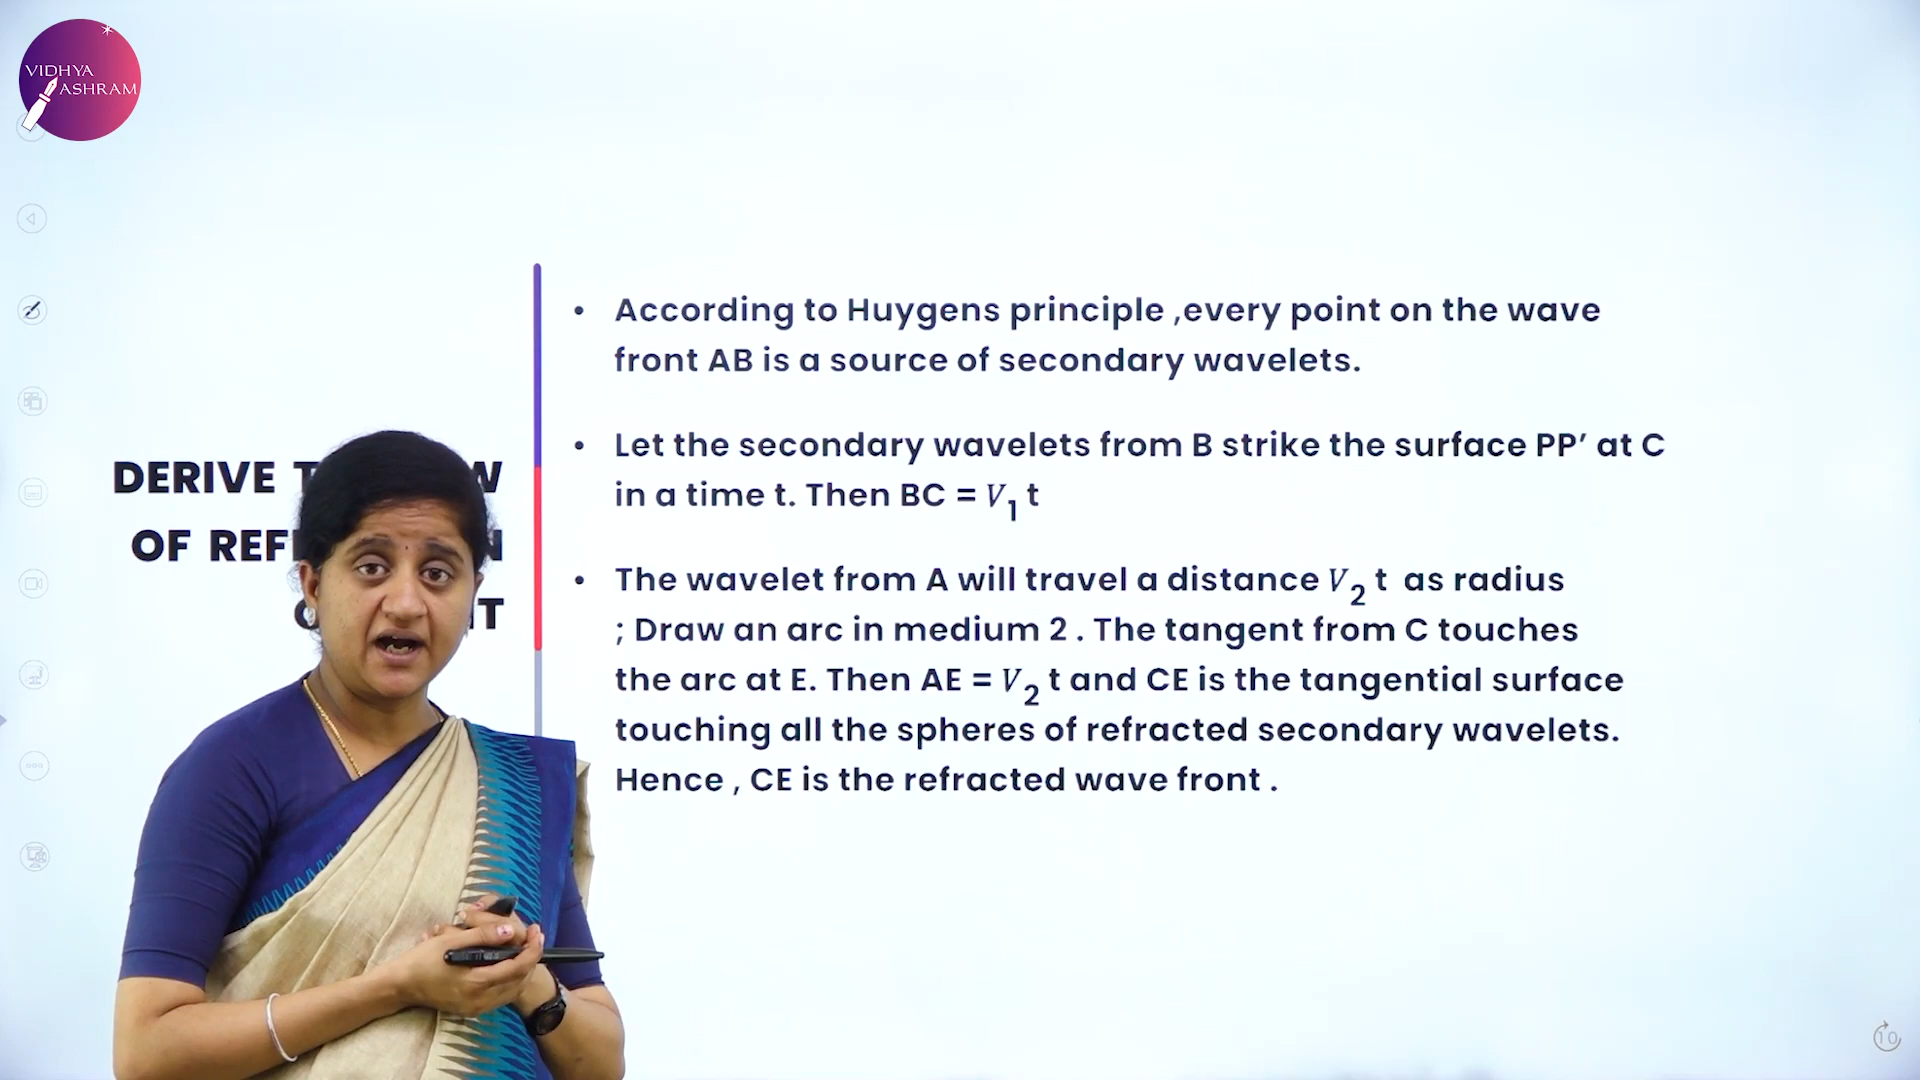 VIDHYA
ASHRAM
DERIVE
OF
• According to Huygens principle ,every point on the wave
front AB is a source of secondary wavelets.
• Let the secondary wavelets from B strike the surface PP’ at C
in a time t. Then BC = V₁ t
• The wavelet from A will travel a distance V₂ t as radius
; Draw an arc in medium 2 . The tangent from C touches
the arc at E. Then AE = V₂ t and CE is the tangential surface
touching all the spheres of refracted secondary wavelets.
Hence , CE is the refracted wave front .
10